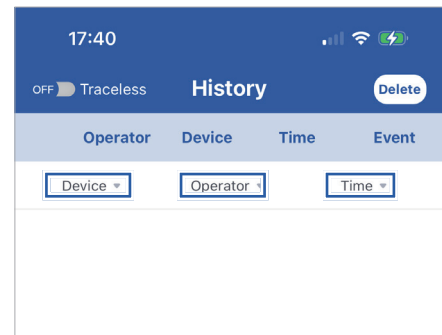 17:40
OFF Traceless History Delete
Operator Device Time Event
Device Operator Time